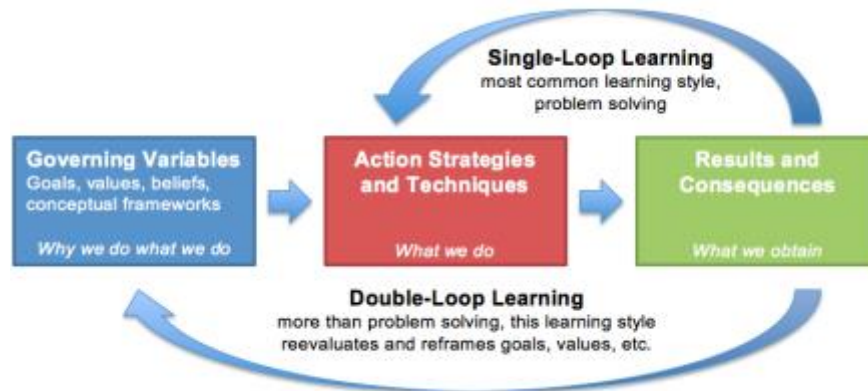 Single-Loop Learning
most common learning style,
problem solving
Governing Variables
Goals, values, beliefs,
conceptual frameworks
Why we do what we do
Action Strategies
and Techniques
What we do
Results and
Consequences
What we obtain
Double-Loop Learning
more than problem solving, this learning style
reevaluates and reframes goals, values, etc.